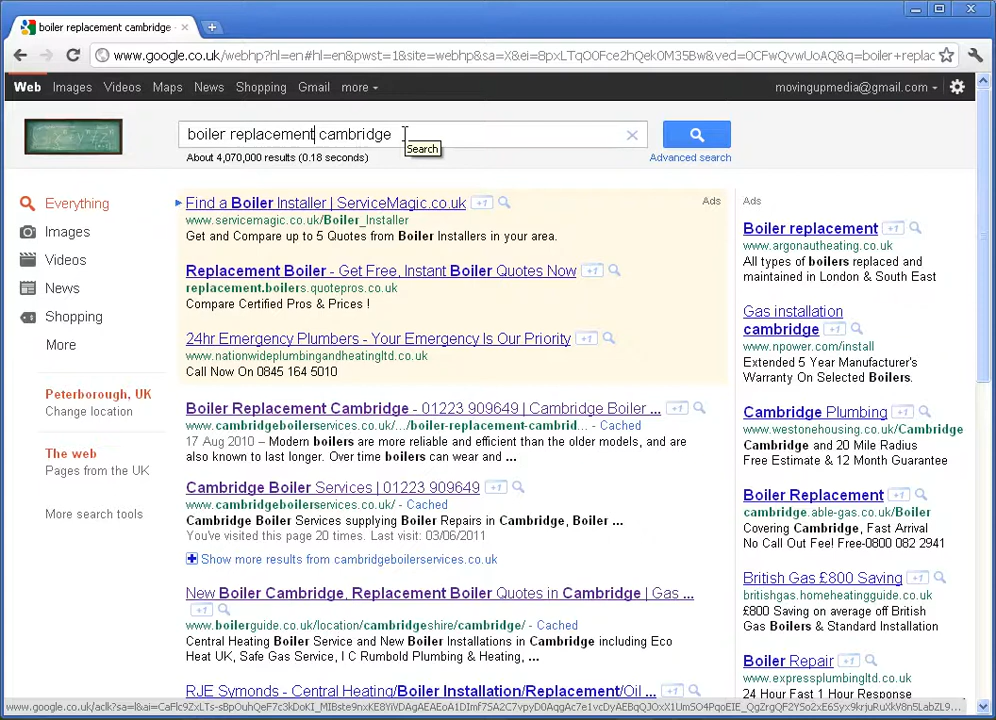 boiler replacement cambridge
www.google.co.uk/webhp?hl=en#hl=en&pwst=1&site=webhp&sa=X&ei=8pxLTqO0Fce2hQek0M35Bw&ved=0CFwQvwUoAQ&q=boiler+replac
Web Images Videos Maps News Shopping Gmail more
movingupmedia@gmail.com
boiler replacement cambridge
Search
About 4,070,000 results (0.18 seconds)
Advanced search
Everything
Images
Videos
News
Shopping
More
Peterborough, UK
Change location
The web
Pages from the UK
More search tools
Find a Boiler Installer | ServiceMagic.co.uk +1
Ads
www.servicemagic.co.uk/Boiler_Installer
Get and Compare up to 5 Quotes from Boiler Installers in your area.
Replacement Boiler - Get Free, Instant Boiler Quotes Now +1
replacement.boilers.quotepros.co.uk
Compare Certified Pros & Prices !
24hr Emergency Plumbers - Your Emergency Is Our Priority +1
www.nationwideplumbingandheatingltd.co.uk
Call Now On 0845 164 5010
Boiler Replacement Cambridge - 01223 909649 | Cambridge Boiler ... +1
www.cambridgeboilerservices.co.uk/.../boiler-replacement-cambrid... - Cached
17 Aug 2010 – Modern boilers are more reliable and efficient than the older models, and are
also known to last longer. Over time boilers can wear and ...
Cambridge Boiler Services | 01223 909649 +1
www.cambridgeboilerservices.co.uk/ - Cached
Cambridge Boiler Services supplying Boiler Repairs in Cambridge, Boiler ...
You've visited this page 20 times. Last visit: 03/06/2011
Show more results from cambridgeboilerservices.co.uk
New Boiler Cambridge, Replacement Boiler Quotes in Cambridge | Gas ...
+1
www.boilerguide.co.uk/location/cambridgeshire/cambridge/ - Cached
Central Heating Boiler Service and New Boiler Installations in Cambridge including Eco
Heat UK, Safe Gas Service, I C Rumbold Plumbing & Heating, ...
RJE Symonds - Central Heating/Boiler Installation/Replacement/Oil ... +1
Ads
Boiler replacement +1
www.argonautheating.co.uk
All types of boilers replaced and
maintained in London & South East
Gas installation
cambridge +1
www.npower.com/install
Extended 5 Year Manufacturer's
Warranty On Selected Boilers.
Cambridge Plumbing +1
www.westonehousing.co.uk/Cambridge
Cambridge and 20 Mile Radius
Free Estimate & 12 Month Guarantee
Boiler Replacement +1
cambridge.able-gas.co.uk/Boiler
Covering Cambridge, Fast Arrival
No Call Out Fee! Free-0800 082 2941
British Gas £800 Saving +1
britishgas.homeheatingguide.co.uk
£800 Saving on average off British
Gas Boilers & Standard Installation
Boiler Repair +1
www.expressplumbingltd.co.uk
24 Hour Fast 1 Hour Response